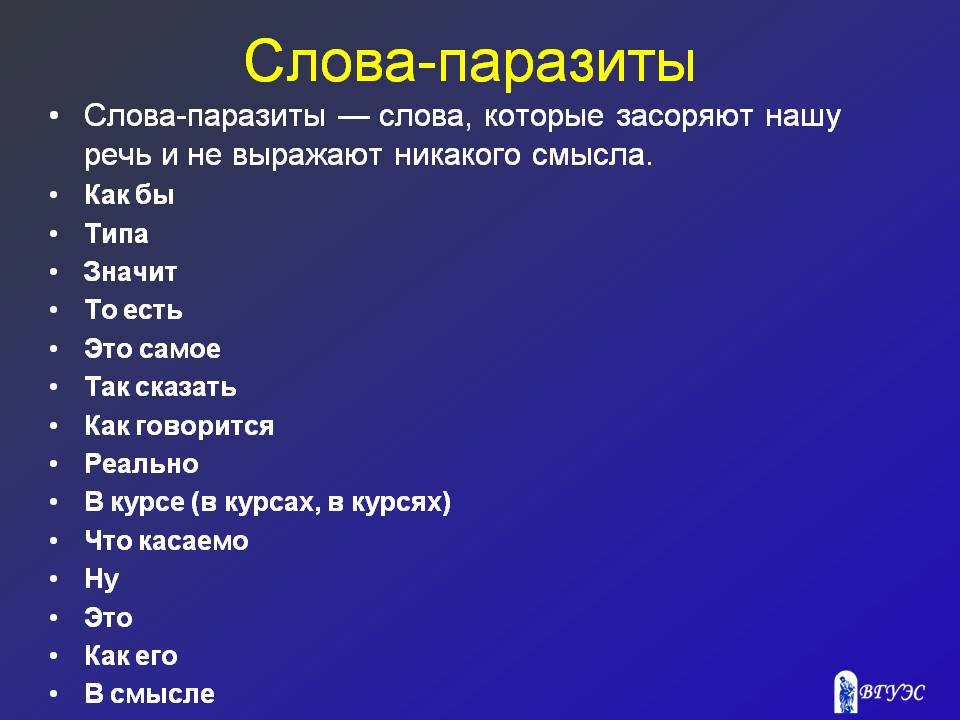 Слова-паразиты
• Слова-паразиты — слова, которые засоряют нашу
речь и не выражают никакого смысла.
• Как бы
• Типа
• Значит
• То есть
• Это самое
• Так сказать
• Как говорится
• Реально
• В курсе (в курсах, в курсях)
• Что касаемо
• Ну
• Это
• Как его
• В смысле
ВГУЭС